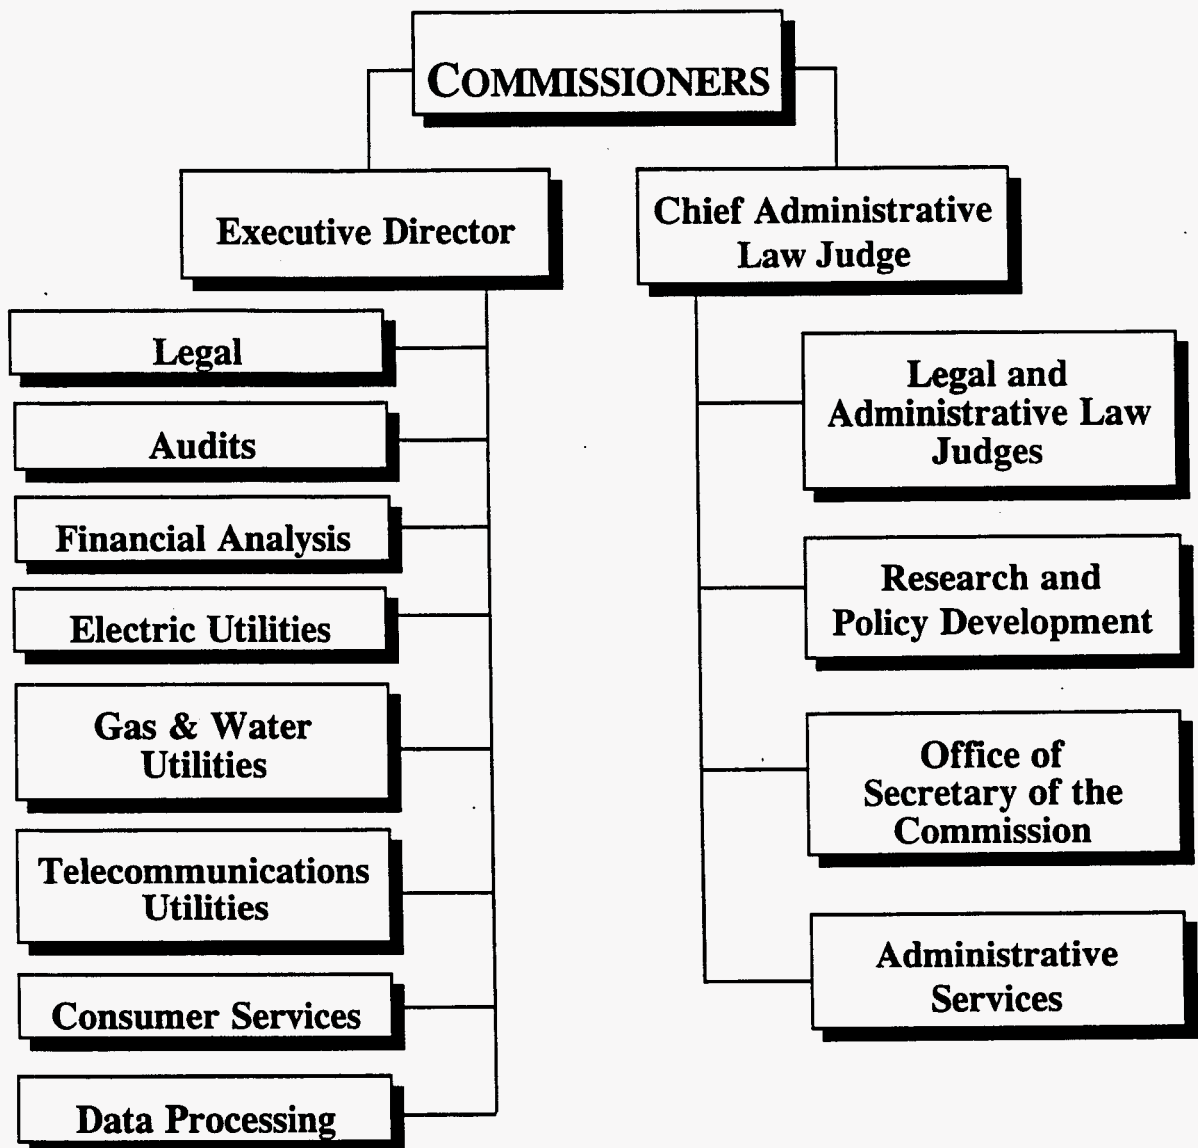 COMMISSIONERS
Executive Director
Chief Administrative
Law Judge
Legal
Audits
Financial Analysis
Electric Utilities
Gas & Water
Utilities
Telecommunications
Utilities
Consumer Services
Data Processing
Legal and
Administrative Law
Judges
Research and
Policy Development
Office of
Secretary of the
Commission
Administrative
Services